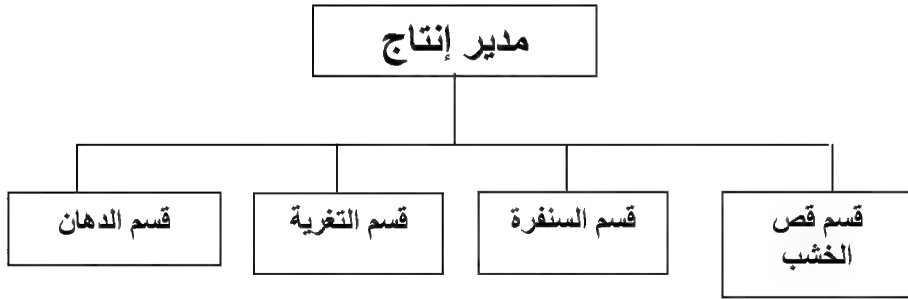 مدير إنتاج
قسم قص
الخشب
قسم السنفرة
قسم التغرية
قسم الدهان